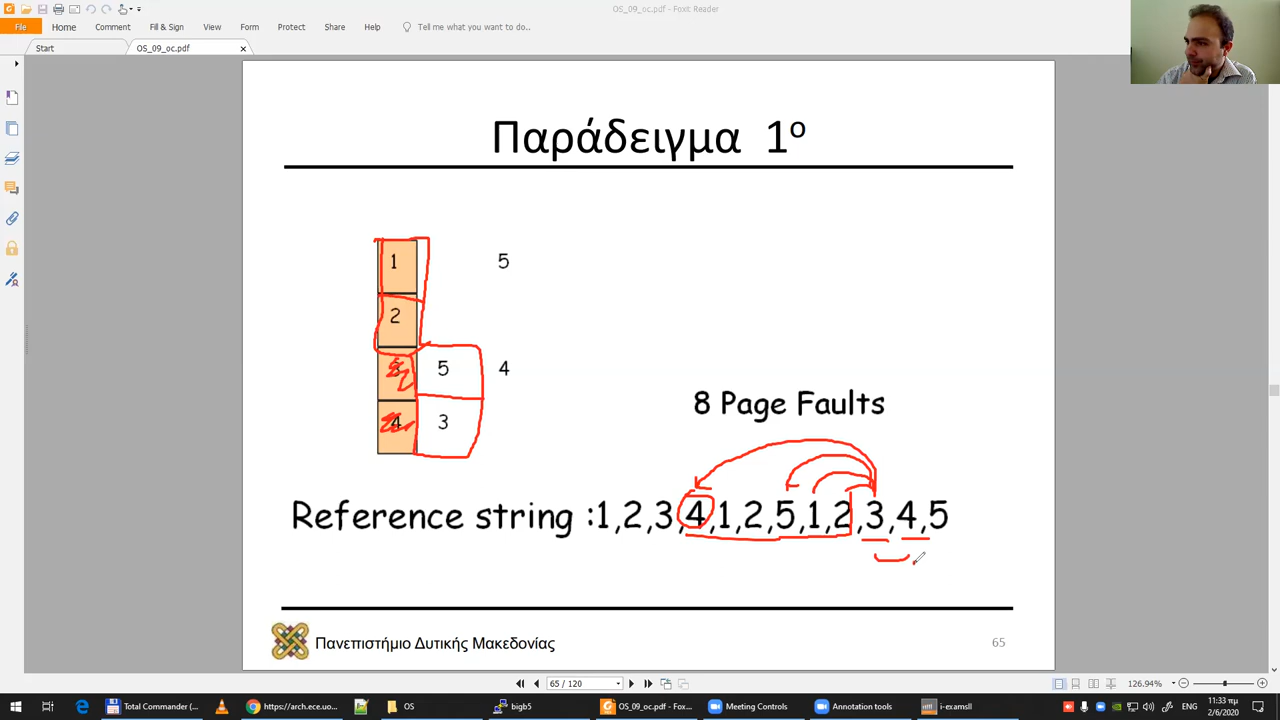 OS_09_oc.pdf - Foxit Reader
File Home Comment Fill & Sign View Form Protect Share Help Tell me what you want to do..
Start OS_09_oc.pdf
Παράδειγμα 1ο
1 5
2
3 5 4
4 3
8 Page Faults
Reference string :1,2,3,4,1,2,5,1,2,3,4,5
Πανεπιστήμιο Δυτικής Μακεδονίας 65
65 / 120 126.94%
Total Commander (... https://arch.ece.uo... OS bigb5 OS_09_oc.pdf - Fox... Meeting Controls Annotation tools i-examsll ENG 11:33 πμ
2/6/2020